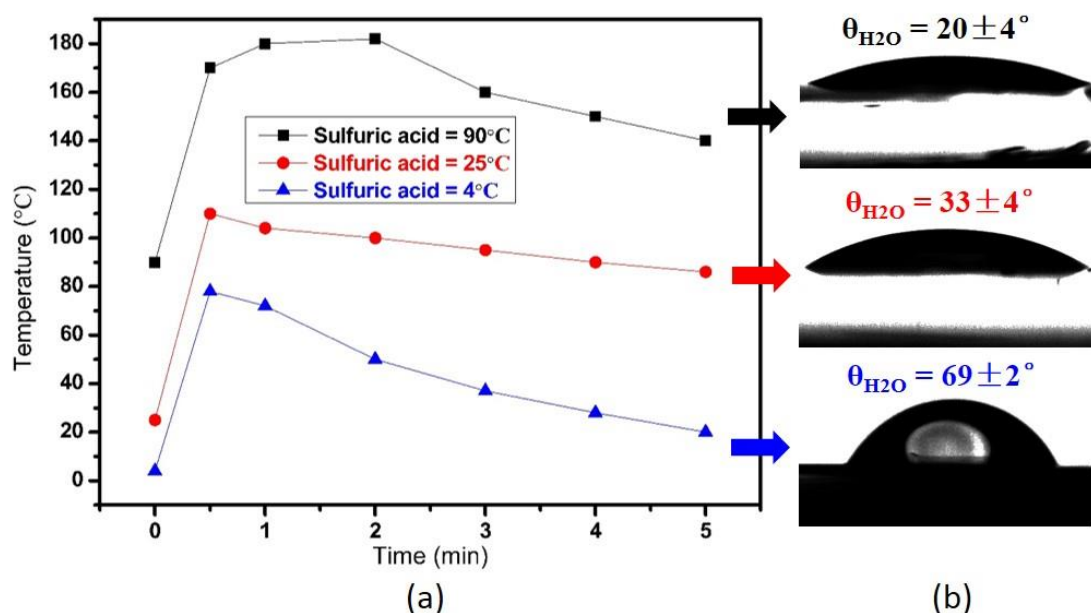 180
160
140
120
100
80
60
40
20
0
Temperature (°C)
Sulfuric acid = 90°C
Sulfuric acid = 25°C
Sulfuric acid = 4°C
0
1
2
3
4
5
Time (min)
(a)
θH2O = 20±4°
θH2O = 33±4°
θH2O = 69±2°
(b)